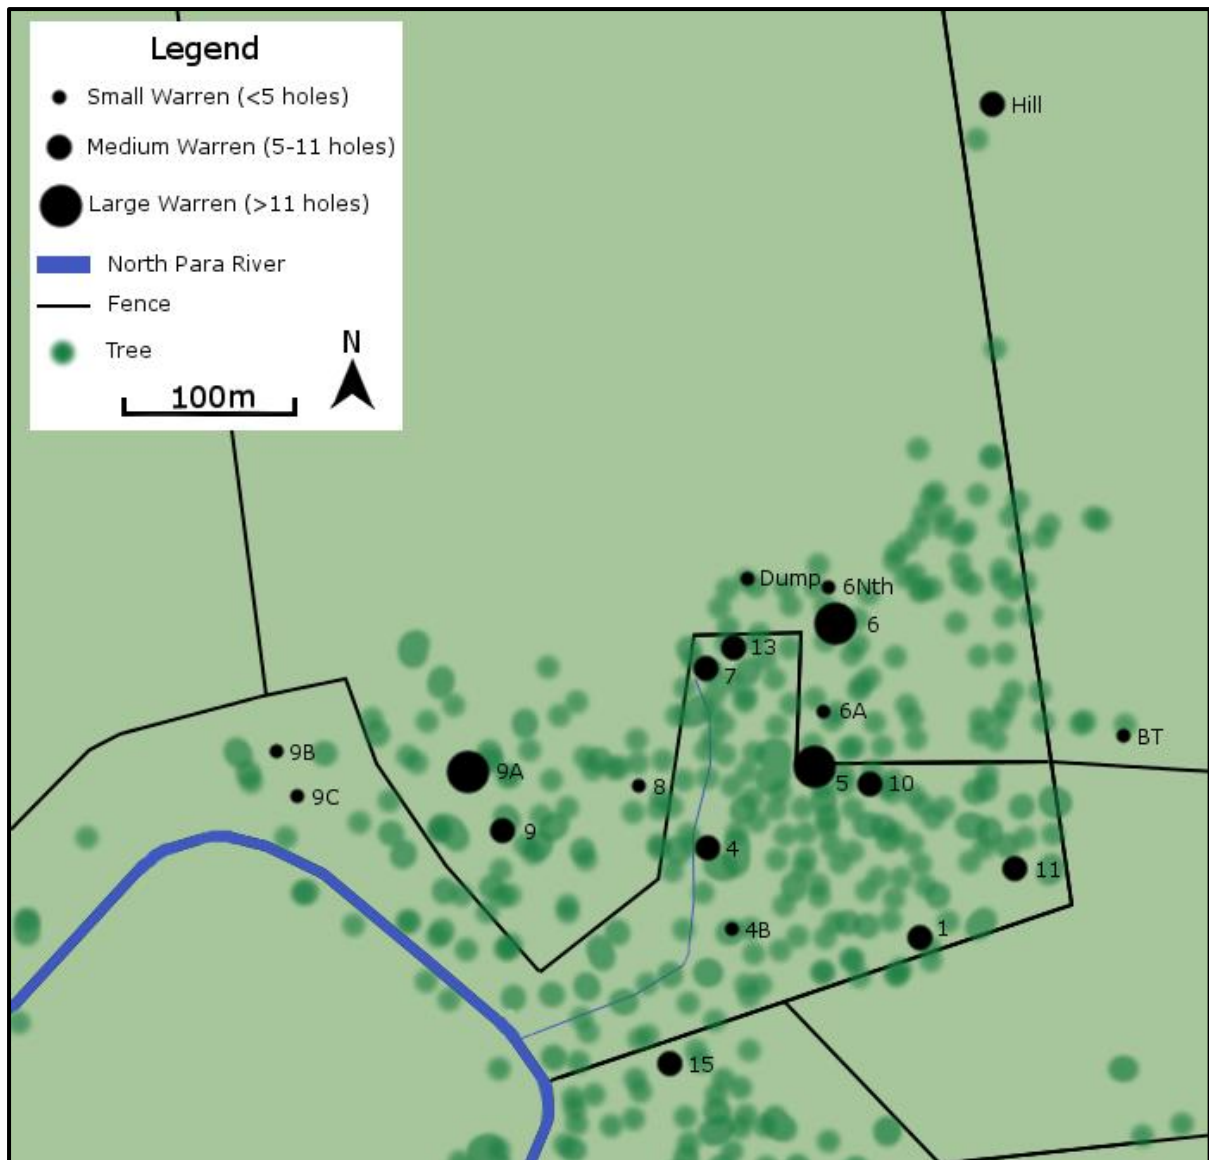 Legend
Small Warren (<5 holes)
Medium Warren (5-11 holes)
Large Warren (>11 holes)
North Para River
Fence
Tree
N
100m
Hill
Dump
6Nth
6
13
7
6A
BT
9B
9A
5
10
8
9C
9
4
11
4B
1
15